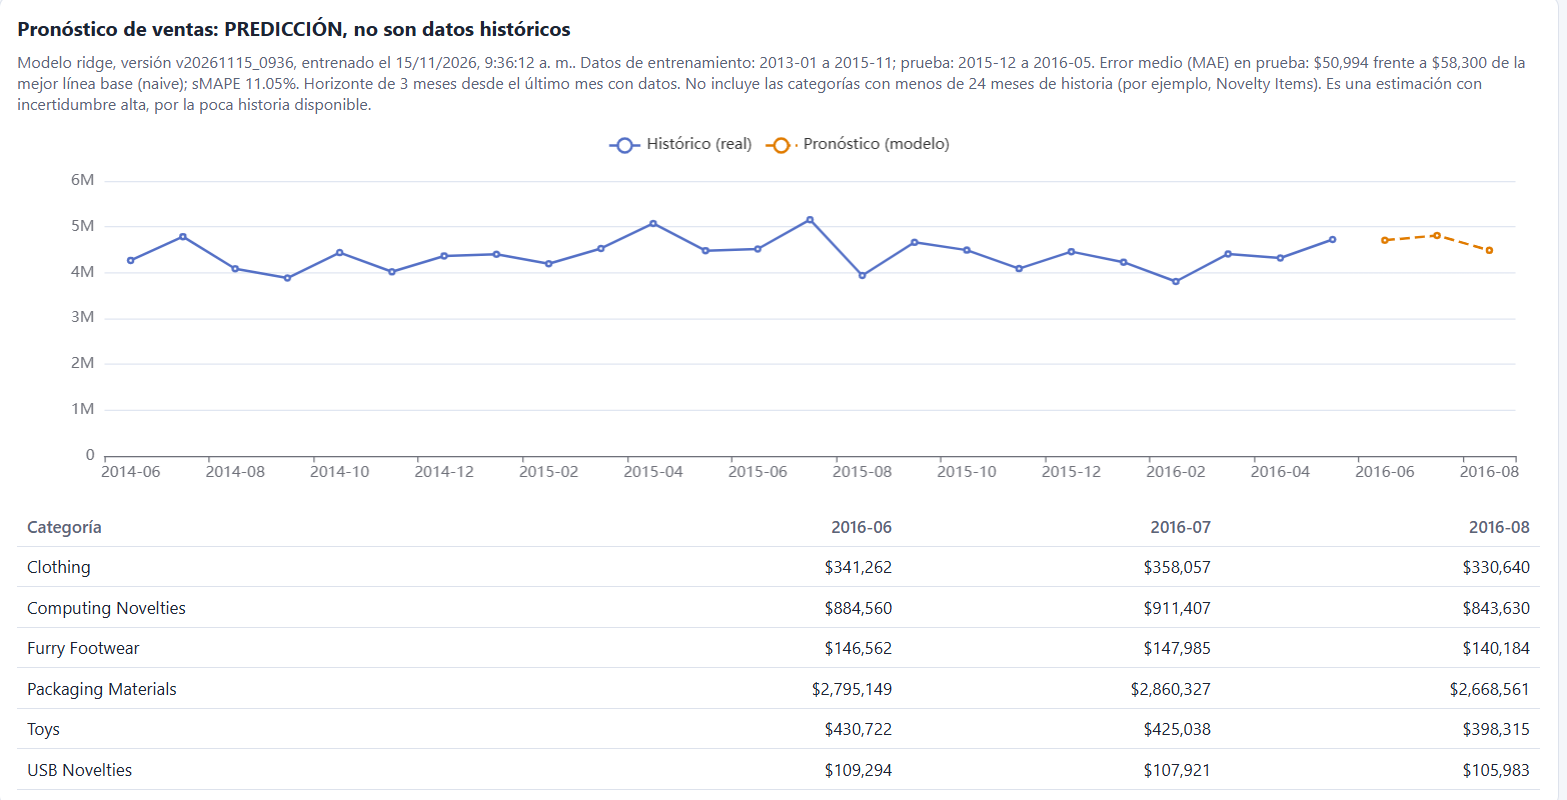 Pronóstico de ventas: PREDICCIÓN, no son datos históricos
Modelo ridge, versión v20261115_0936, entrenado el 15/11/2026, 9:36:12 a. m.. Datos de entrenamiento: 2013-01 a 2015-11; prueba: 2015-12 a 2016-05. Error medio (MAE) en prueba: $50,994 frente a $58,300 de la
mejor línea base (naive); sMAPE 11.05%. Horizonte de 3 meses desde el último mes con datos. No incluye las categorías con menos de 24 meses de historia (por ejemplo, Novelty Items). Es una estimación con
incertidumbre alta, por la poca historia disponible.
Histórico (real) Pronóstico (modelo)
6M
5M
4M
3M
2M
1M
0
2014-06 2014-08 2014-10 2014-12 2015-02 2015-04 2015-06 2015-08 2015-10 2015-12 2016-02 2016-04 2016-06 2016-08
Categoría 2016-06 2016-07 2016-08
Clothing $341,262 $358,057 $330,640
Computing Novelties $884,560 $911,407 $843,630
Furry Footwear $146,562 $147,985 $140,184
Packaging Materials $2,795,149 $2,860,327 $2,668,561
Toys $430,722 $425,038 $398,315
USB Novelties $109,294 $107,921 $105,983